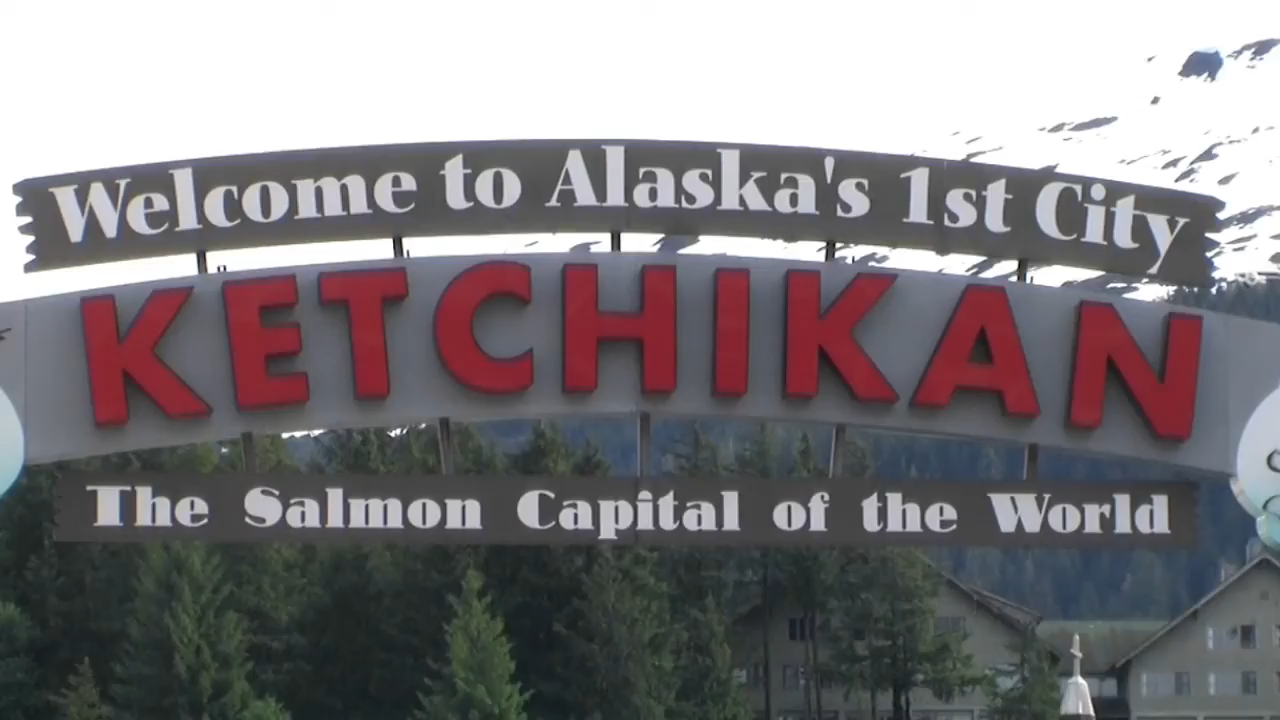 Welcome to Alaska's 1st City
KETCHIKAN
The Salmon Capital of the World